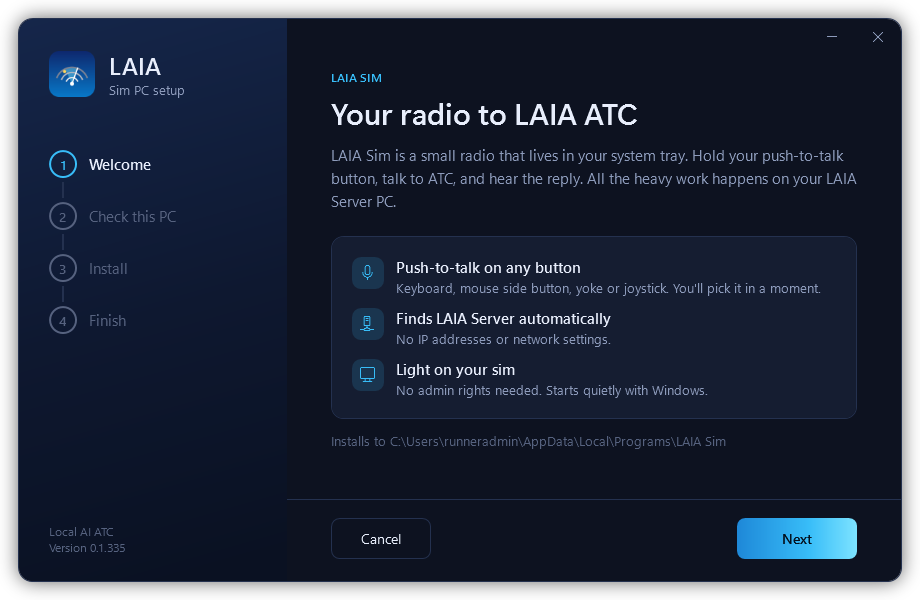 LAIA
Sim PC setup
1 Welcome
2 Check this PC
3 Install
4 Finish
Local AI ATC
Version 0.1.335
LAIA SIM
Your radio to LAIA ATC
LAIA Sim is a small radio that lives in your system tray. Hold your push-to-talk
button, talk to ATC, and hear the reply. All the heavy work happens on your LAIA
Server PC.
Push-to-talk on any button
Keyboard, mouse side button, yoke or joystick. You'll pick it in a moment.
Finds LAIA Server automatically
No IP addresses or network settings.
Light on your sim
No admin rights needed. Starts quietly with Windows.
Installs to C:\Users\runneradmin\AppData\Local\Programs\LAIA Sim
Cancel
Next